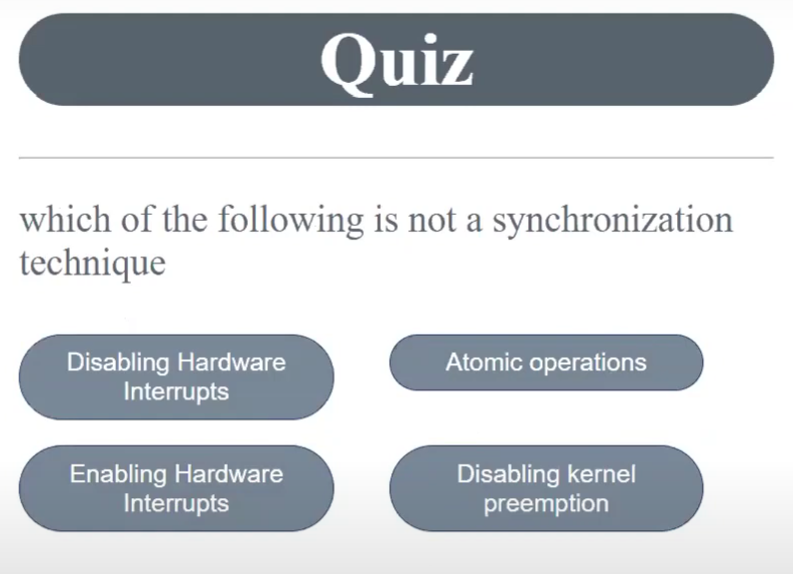 Quiz
which of the following is not a synchronization
technique
Disabling Hardware
Interrupts
Atomic operations
Enabling Hardware
Interrupts
Disabling kernel
preemption